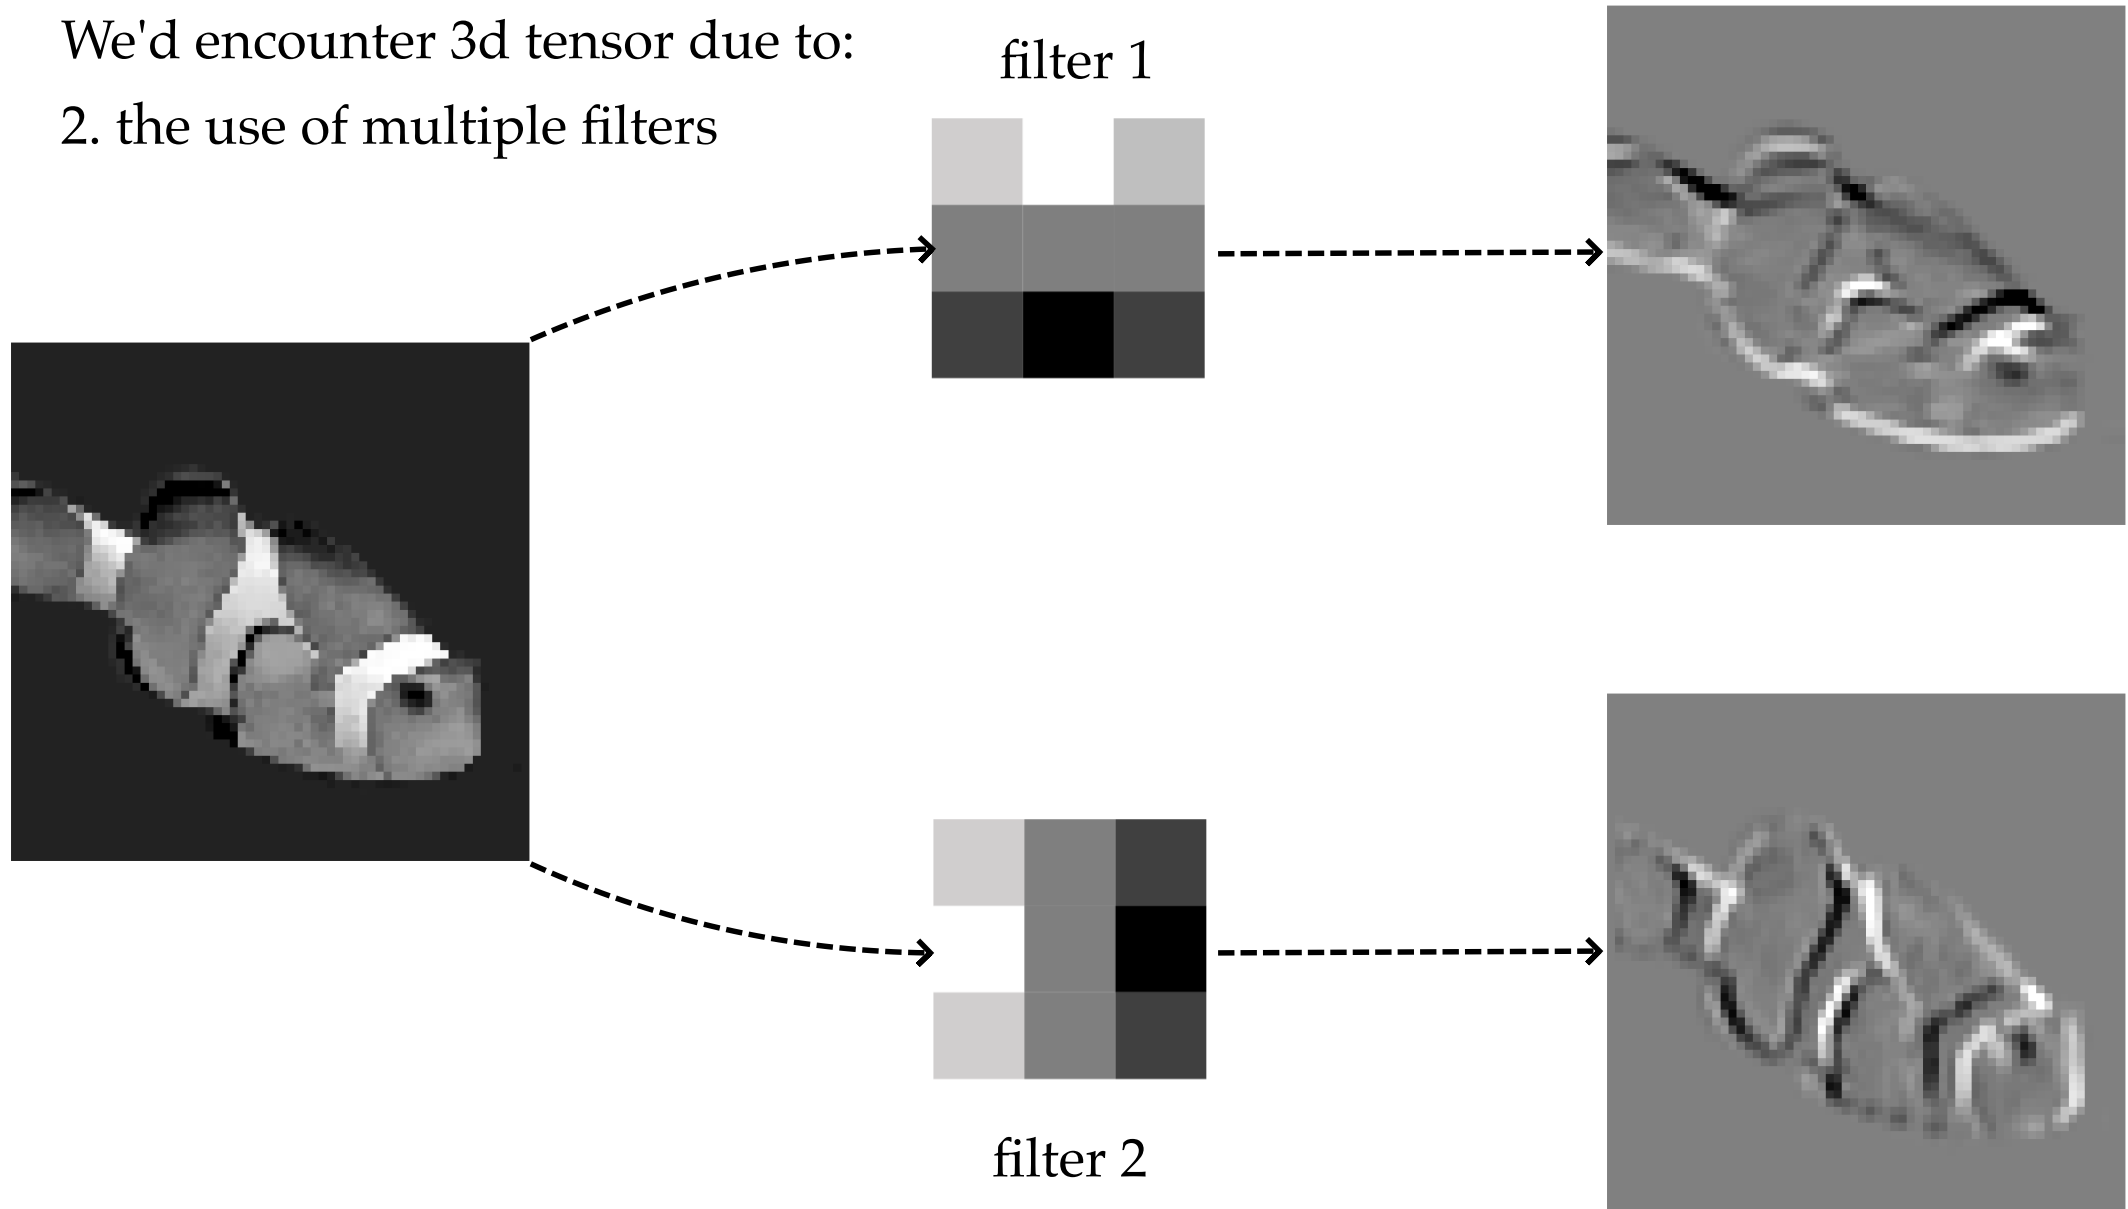 We'd encounter 3d tensor due to:
2. the use of multiple filters
filter 1
filter 2